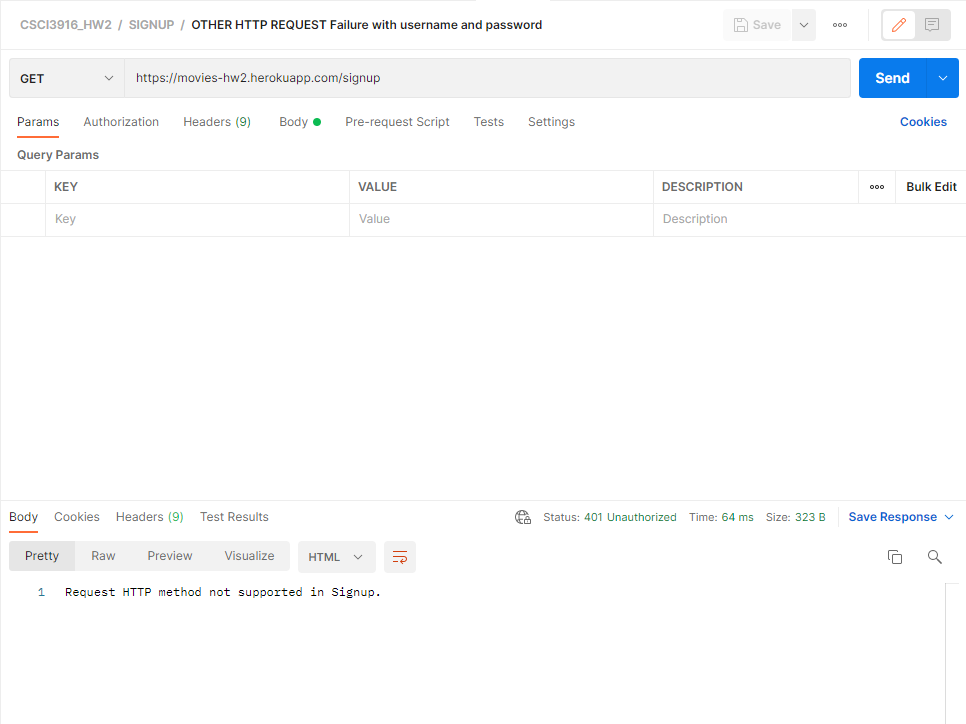 CSCI3916_HW2 / SIGNUP / OTHER HTTP REQUEST Failure with username and password Save
GET https://movies-hw2.herokuapp.com/signup Send
Params Authorization Headers (9) Body Pre-request Script Tests Settings Cookies
Query Params
KEY VALUE DESCRIPTION Bulk Edit
Key Value Description
Body Cookies Headers (9) Test Results Status: 401 Unauthorized Time: 64 ms Size: 323 B Save Response
Pretty Raw Preview Visualize HTML
1 Request HTTP method not supported in Signup.